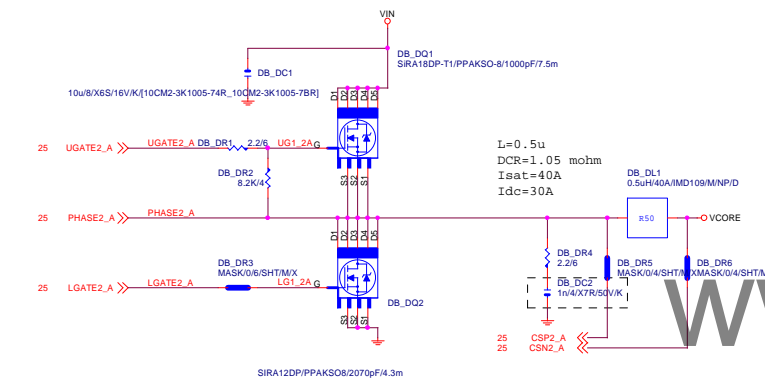 VIN
DB_DQ1
SiRA18DP-T1/PPAKSO-8/1000pF/7.5m
DB_DC1
10u/8/X6S/16V/K/[10CM2-3K1005-74R_10CM2-3K1005-7BR]
D1
D2
D3
D4
D5
25 UGATE2_A
UGATE2_A
DB_DR1
2.2/6
UG1_2A
G
L=0.5u
DCR=1.05 mohm
Isat=40A
Idc=30A
DB_DR2
8.2K/4
S3
S2
S1
DB_DL1
0.5uH/40A/IMD109/M/NP/D
25 PHASE2_A
PHASE2_A
R50
VCORE
D1
D2
D3
D4
D5
DB_DR3
MASK/0/6/SHT/M/X
DB_DR4
2.2/6
DB_DR5
MASK/0/4/SHT/M/X
DB_DR6
MASK/0/4/SHT/M
25 LGATE2_A
LGATE2_A
LG1_2A
G
DB_DC2
1n/4/X7R/50V/K
DB_DQ2
S3
S2
S1
25 CSP2_A
25 CSN2_A
SIRA12DP/PPAKSO8/2070pF/4.3m